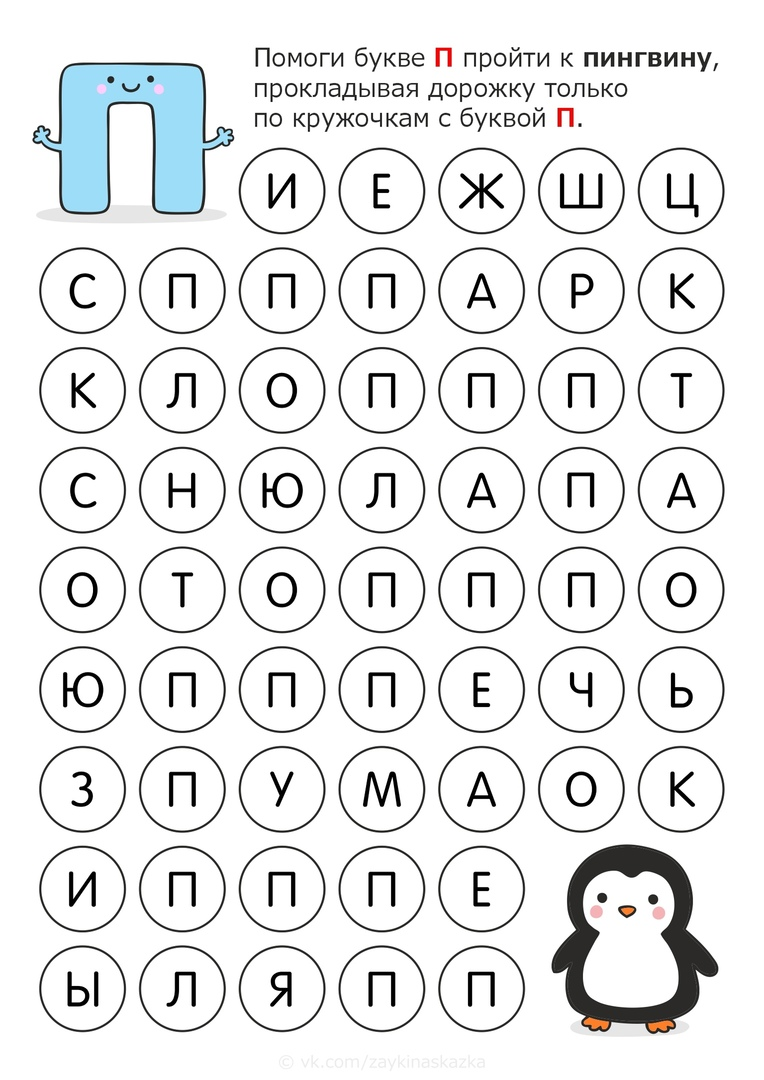 Помоги букве П пройти к пингвину,
прокладывая дорожку только
по кружочкам с буквой П.
И Е Ж Ш Ц
С П П П А Р К
К Л О П П П Т
С Н Ю Л А П А
О Т О П П П О
Ю П П П Е Ч Ь
З П У М А О К
И П П П Е
Ы Л Я П П
© vk.com/zaykinaskazka